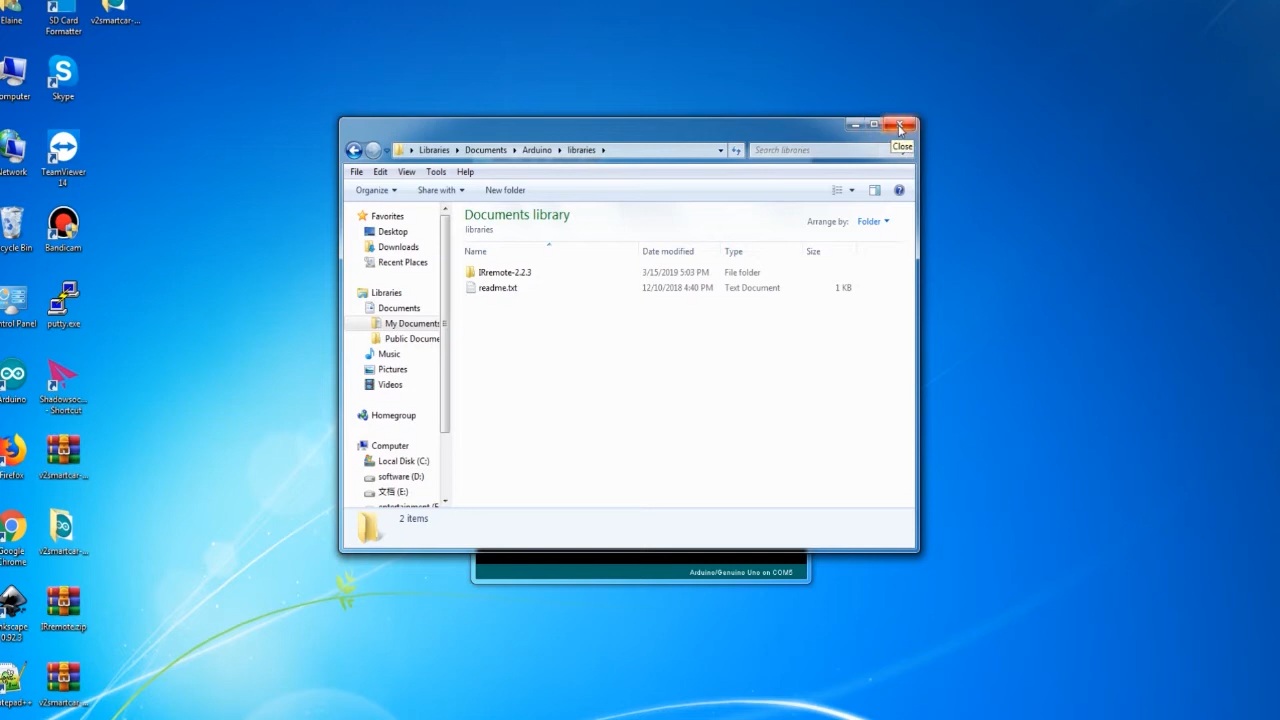 Elaine
SD Card
Formatter
v2smartcar-...
omputer
Skype
Network
TeamViewer
14
ecycle Bin
Bandicam
ntrol Panel
putty.exe
Arduino
Shadowsoc...
- Shortcut
Firefox
v2smartcar-...
Google
Chrome
v2smartcar-...
nkscape
0.92.3
IRremote.zip
otepad++
v2smartcar-...
Close
Libraries
Documents
Arduino
libraries
Search libraries
File
Edit
View
Tools
Help
Organize
Share with
New folder
Favorites
Desktop
Downloads
Recent Places
Libraries
Documents
My Documents
Public Docume
Music
Pictures
Videos
Homegroup
Computer
Local Disk (C:)
software (D:)
文档 (E:)
entertainment (F
Documents library
libraries
Arrange by: Folder
Name Date modified Type Size
IRremote-2.2.3 3/15/2019 5:03 PM File folder
readme.txt 12/10/2018 4:40 PM Text Document 1 KB
2 items
Arduino/Genuino Uno on COM5